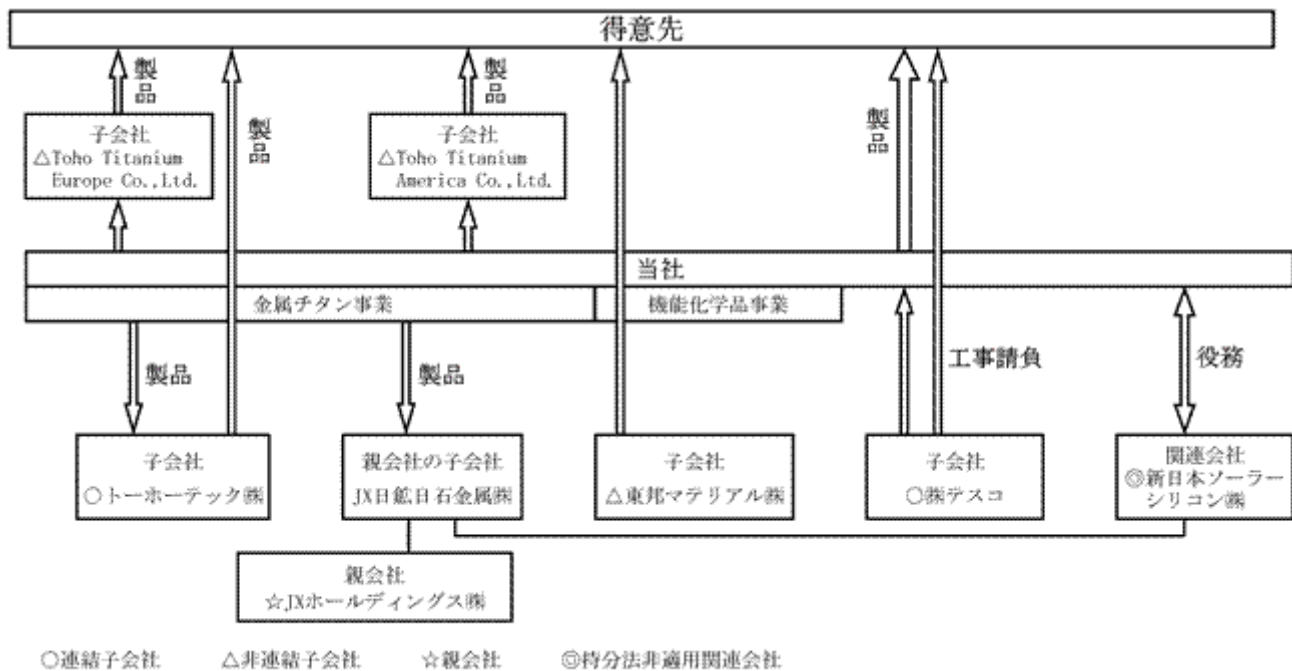 得意先
製品
製品
製品
製品
子会社
△Toho Titanium
Europe Co.,Ltd.
子会社
△Toho Titanium
America Co.,Ltd.
当社
金属チタン事業
機能化学品事業
製品
製品
工事請負
役務
子会社
○トーホーテック㈱
親会社の子会社
JX日鉱日石金属㈱
子会社
△東邦マテリアル㈱
子会社
○㈱テスコ
関連会社
◎新日本ソーラー
シリコン㈱
親会社
☆JXホールディングス㈱
○連結子会社 △非連結子会社 ☆親会社 ◎持分法非適用関連会社